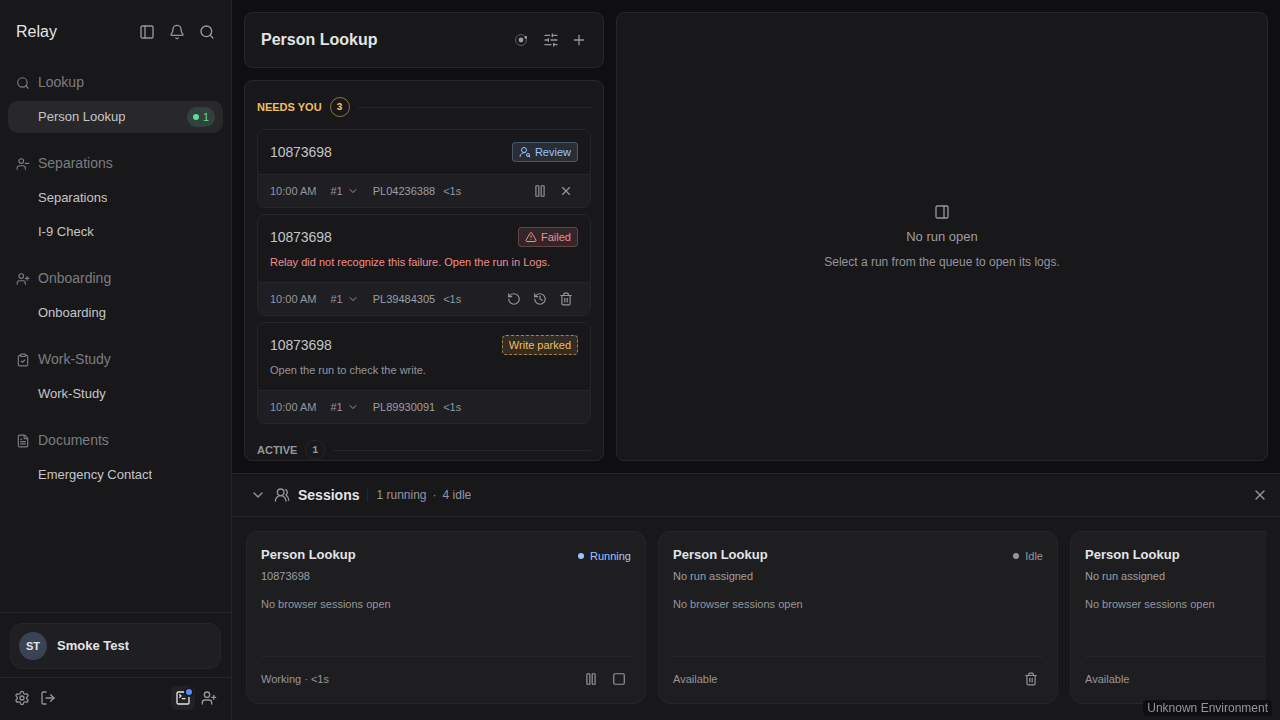 Relay
Lookup
Person Lookup
1
Separations
Separations
I-9 Check
Onboarding
Onboarding
Work-Study
Work-Study
Documents
Emergency Contact
ST
Smoke Test
Person Lookup
NEEDS YOU 3
10873698
Review
10:00 AM #1 PL04236388 <1s
10873698
Failed
Relay did not recognize this failure. Open the run in Logs.
10:00 AM #1 PL39484305 <1s
10873698
Write parked
Open the run to check the write.
10:00 AM #1 PL89930091 <1s
ACTIVE 1
No run open
Select a run from the queue to open its logs.
Sessions 1 running · 4 idle
Person Lookup
Running
10873698
No browser sessions open
Working · <1s
Person Lookup
Idle
No run assigned
No browser sessions open
Available
Person Lookup
No run assigned
No browser sessions open
Available
Unknown Environment